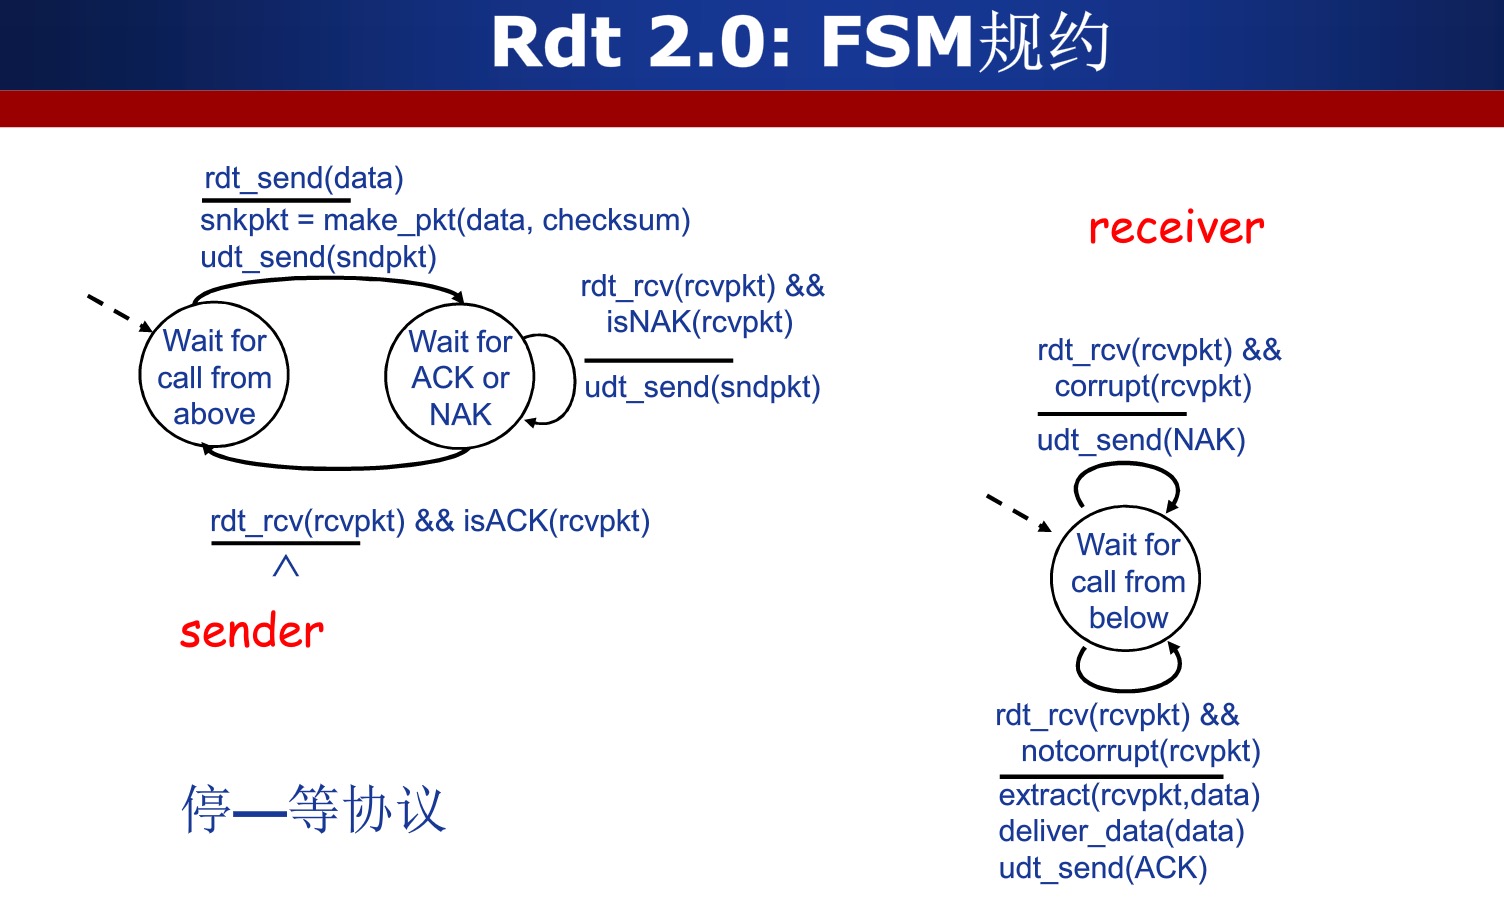 Rdt 2.0: FSM规约
rdt_send(data)
snkpkt = make_pkt(data, checksum)
udt_send(sndpkt)
Wait for
call from
above
Wait for
ACK or
NAK
rdt_rcv(rcvpkt) &&
isNAK(rcvpkt)
udt_send(sndpkt)
rdt_rcv(rcvpkt) && isACK(rcvpkt)
Λ
sender
停—等协议
receiver
rdt_rcv(rcvpkt) &&
corrupt(rcvpkt)
udt_send(NAK)
Wait for
call from
below
rdt_rcv(rcvpkt) &&
notcorrupt(rcvpkt)
extract(rcvpkt,data)
deliver_data(data)
udt_send(ACK)